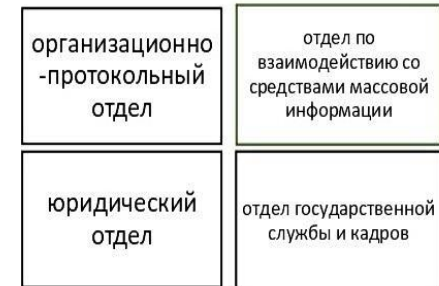 организационно
-протокольный
отдел
отдел по
взаимодействию со
средствами массовой
информации
юридический
отдел
отдел государственной
службы и кадров